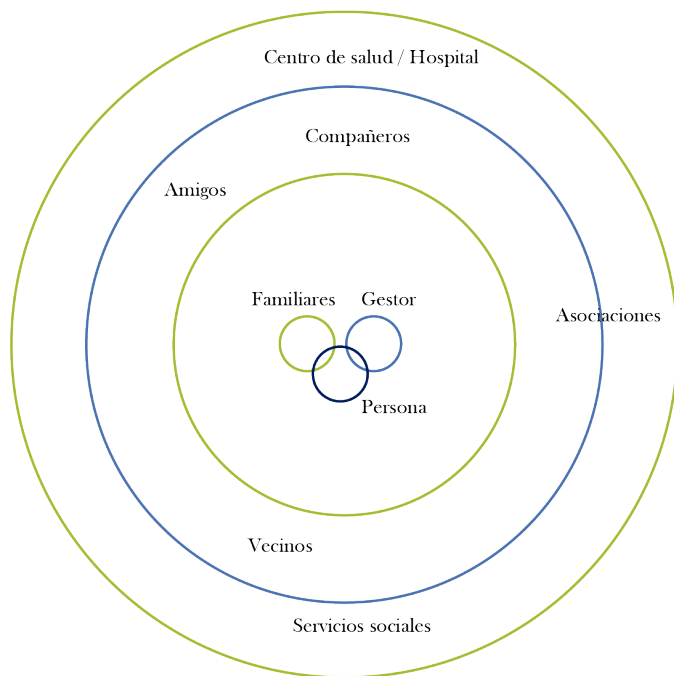 Centro de salud / Hospital
Compañeros
Amigos
Familiares
Gestor
Asociaciones
Persona
Vecinos
Servicios sociales